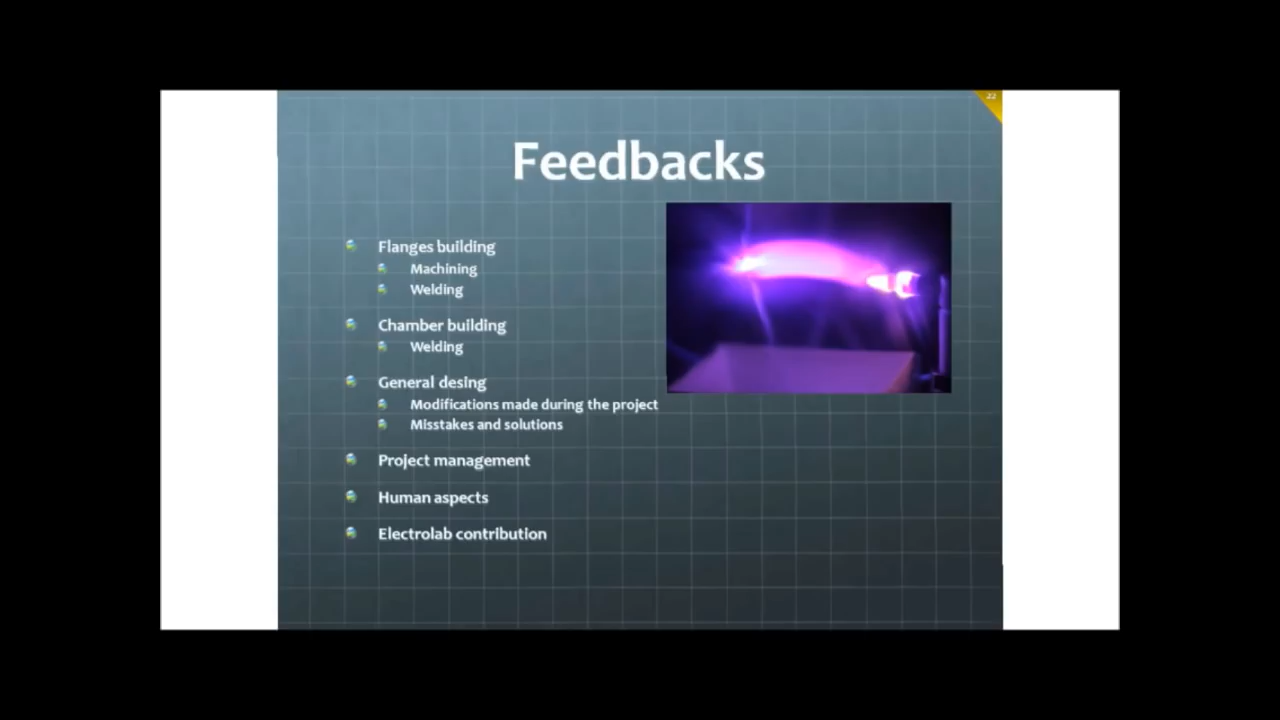 22
Feedbacks
Flanges building
Machining
Welding
Chamber building
Welding
General desing
Modifications made during the project
Misstakes and solutions
Project management
Human aspects
Electrolab contribution